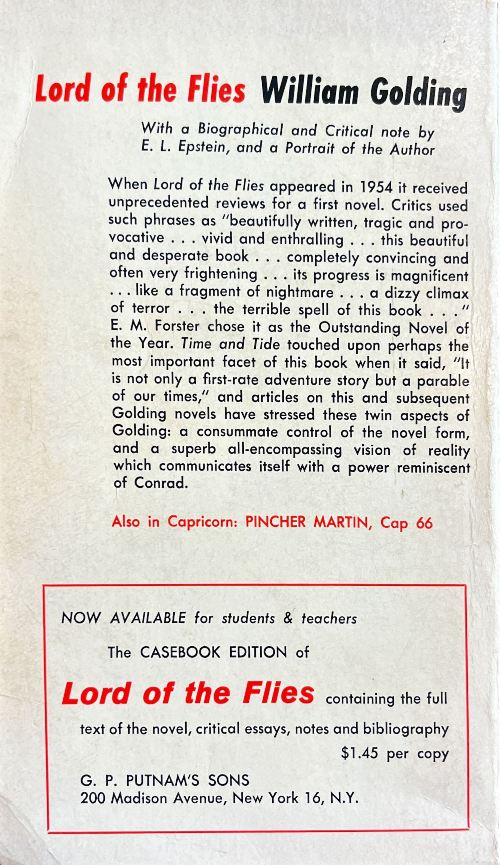 Lord of the Flies William Golding
With a Biographical and Critical note by
E. L. Epstein, and a Portrait of the Author
When Lord of the Flies appeared in 1954 it received
unprecedented reviews for a first novel. Critics used
such phrases as "beautifully written, tragic and pro-
vocative . . . vivid and enthralling . . . this beautiful
and desperate book . . . completely convincing and
often very frightening . . . its progress is magnificent
. . . like a fragment of nightmare . . . a dizzy climax
of terror . . . the terrible spell of this book . . ."
E. M. Forster chose it as the Outstanding Novel of
the Year. Time and Tide touched upon perhaps the
most important facet of this book when it said, "It
is not only a first-rate adventure story but a parable
of our times," and articles on this and subsequent
Golding novels have stressed these twin aspects of
Golding: a consummate control of the novel form,
and a superb all-encompassing vision of reality
which communicates itself with a power reminiscent
of Conrad.
Also in Capricorn: PINCHER MARTIN, Cap 66
NOW AVAILABLE for students & teachers
The CASEBOOK EDITION of
Lord of the Flies containing the full
text of the novel, critical essays, notes and bibliography
$1.45 per copy
G. P. PUTNAM'S SONS
200 Madison Avenue, New York 16, N.Y.